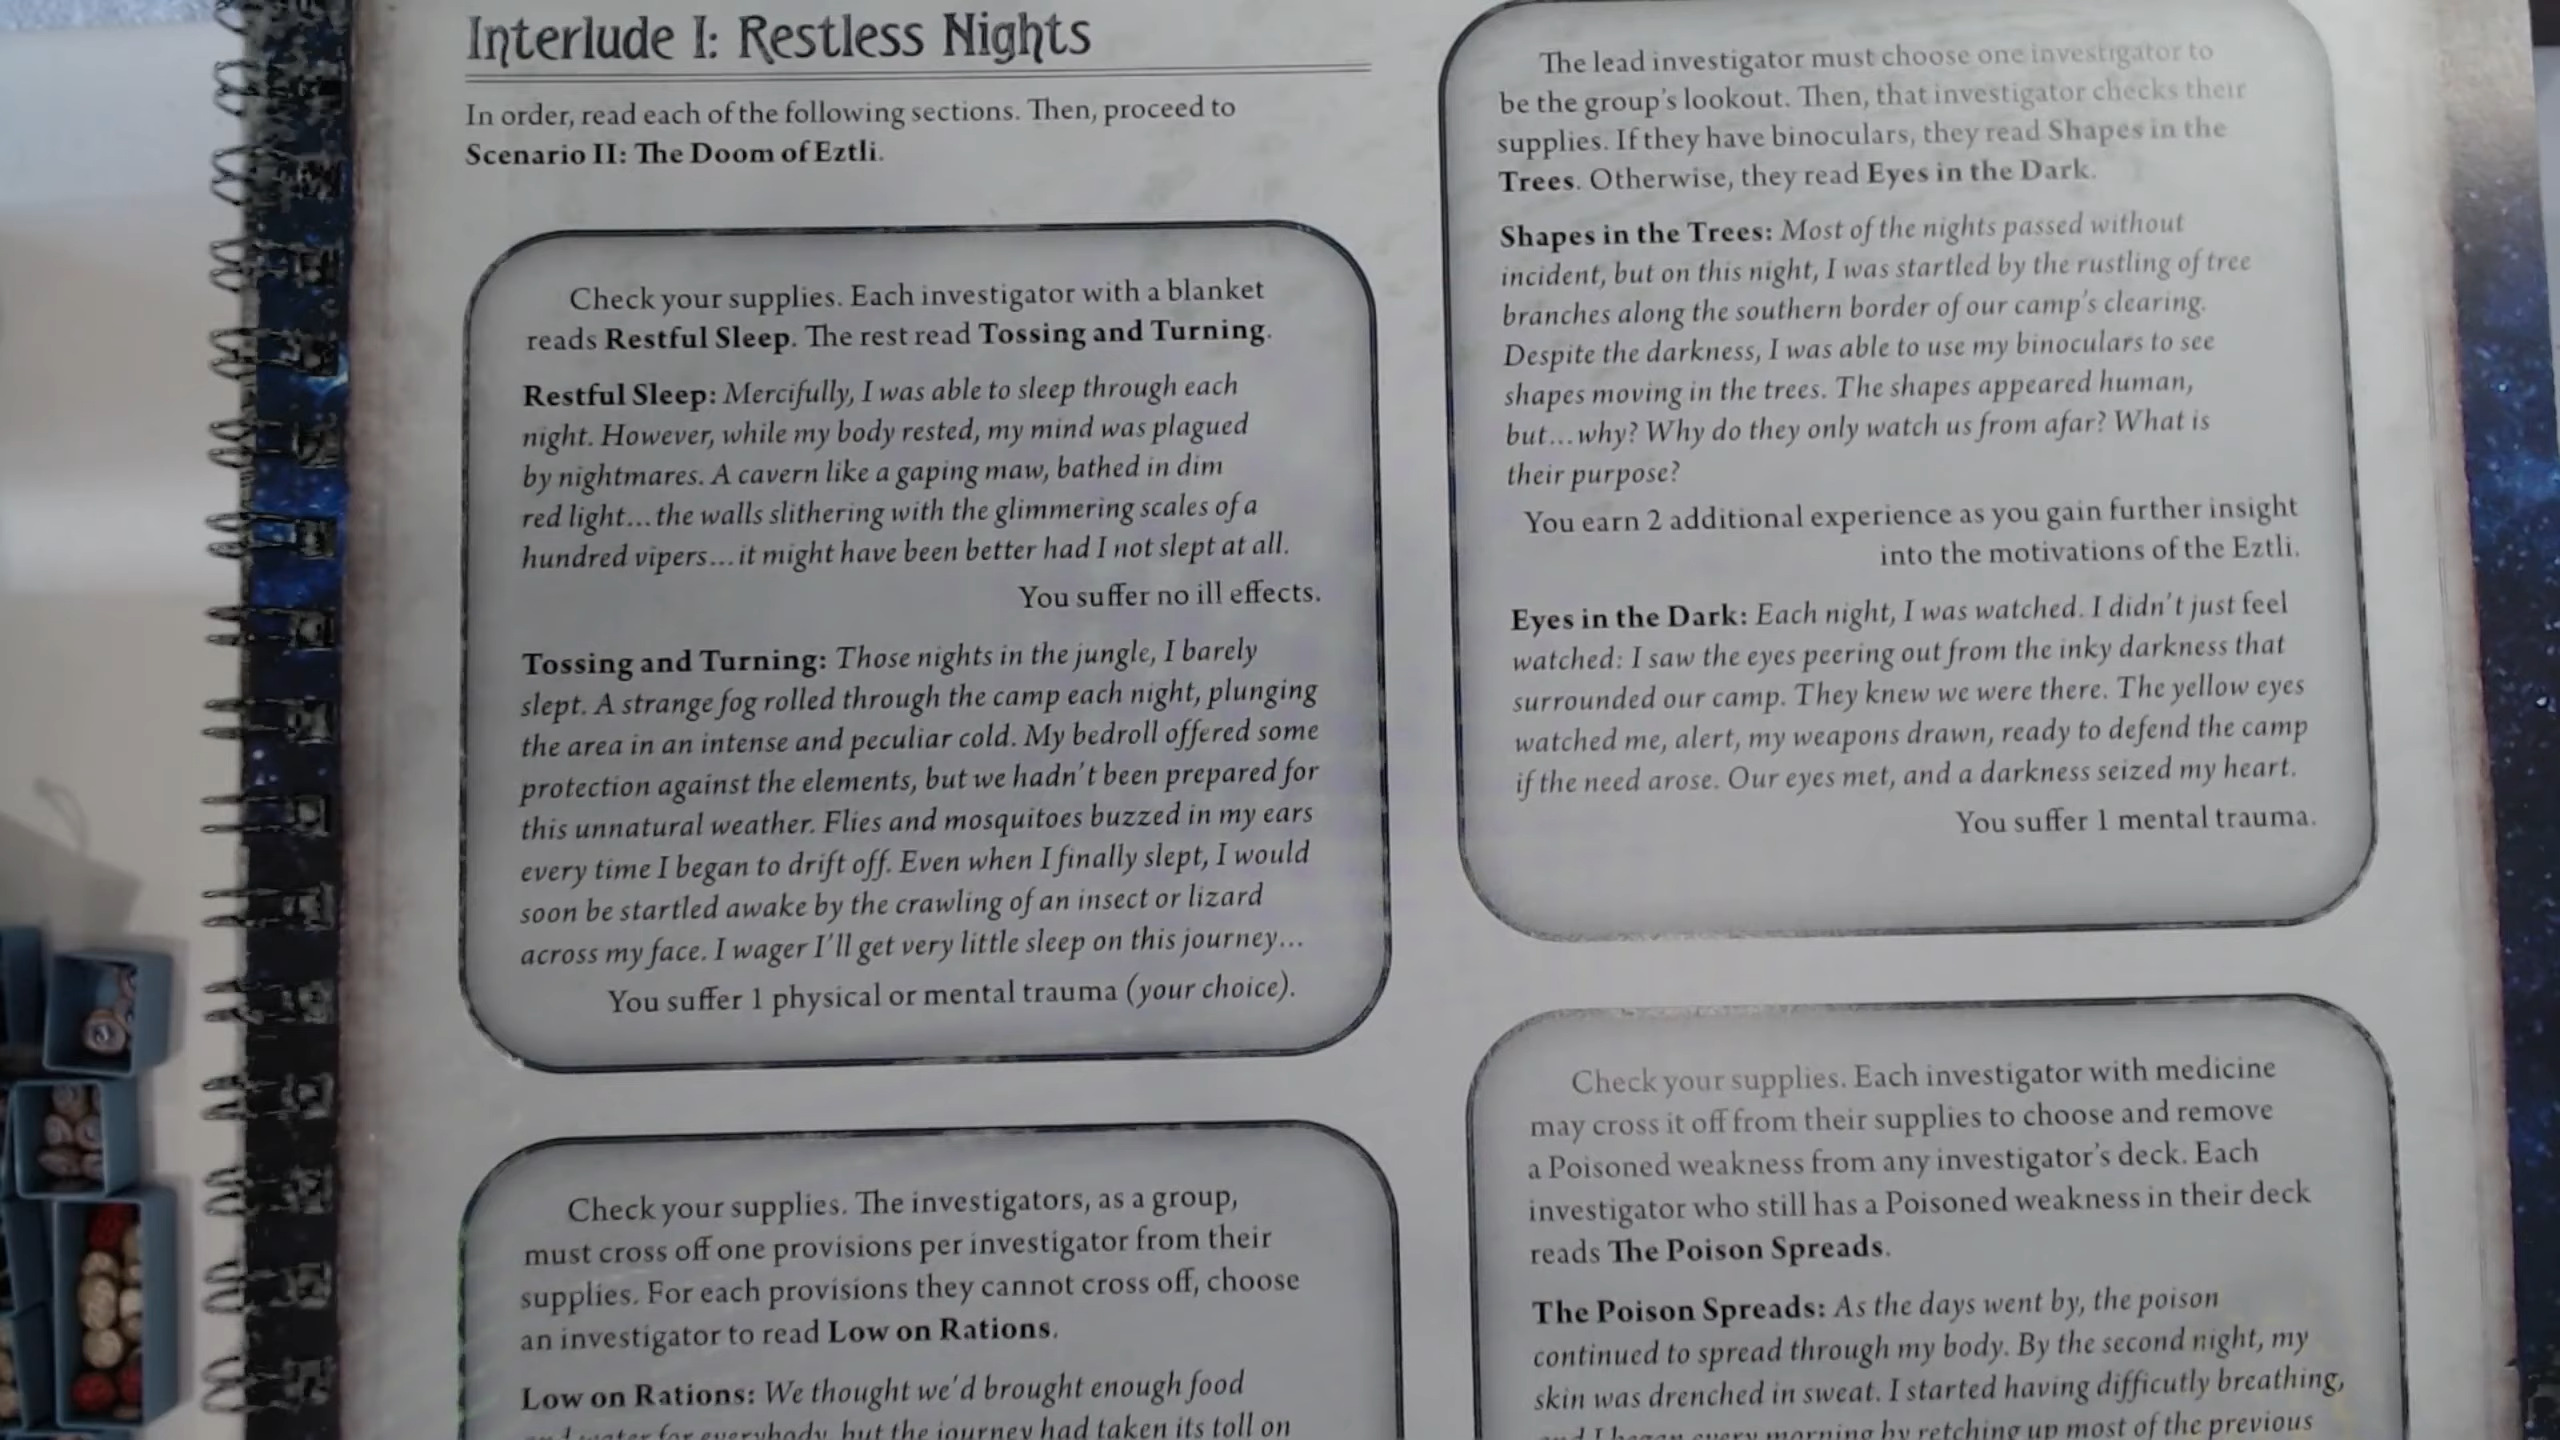 Interlude I: Restless Nights
In order, read each of the following sections. Then, proceed to
Scenario II: The Doom of Eztli.
Check your supplies. Each investigator with a blanket
reads Restful Sleep. The rest read Tossing and Turning.
Restful Sleep: Mercifully, I was able to sleep through each
night. However, while my body rested, my mind was plagued
by nightmares. A cavern like a gaping maw, bathed in dim
red light...the walls slithering with the glimmering scales of a
hundred vipers...it might have been better had I not slept at all.
You suffer no ill effects.
Tossing and Turning: Those nights in the jungle, I barely
slept. A strange fog rolled through the camp each night, plunging
the area in an intense and peculiar cold. My bedroll offered some
protection against the elements, but we hadn't been prepared for
this unnatural weather. Flies and mosquitoes buzzed in my ears
every time I began to drift off. Even when I finally slept, I would
soon be startled awake by the crawling of an insect or lizard
across my face. I wager I'll get very little sleep on this journey...
You suffer 1 physical or mental trauma (your choice).
Check your supplies. The investigators, as a group,
must cross off one provisions per investigator from their
supplies. For each provisions they cannot cross off, choose
an investigator to read Low on Rations.
Low on Rations: We thought we'd brought enough food
and water for everybody, but the journey had taken its toll on
The lead investigator must choose one investigator to
be the group's lookout. Then, that investigator checks their
supplies. If they have binoculars, they read Shapes in the
Trees. Otherwise, they read Eyes in the Dark.
Shapes in the Trees: Most of the nights passed without
incident, but on this night, I was startled by the rustling of tree
branches along the southern border of our camp's clearing.
Despite the darkness, I was able to use my binoculars to see
shapes moving in the trees. The shapes appeared human,
but...why? Why do they only watch us from afar? What is
their purpose?
You earn 2 additional experience as you gain further insight
into the motivations of the Eztli.
Eyes in the Dark: Each night, I was watched. I didn't just feel
watched: I saw the eyes peering out from the inky darkness that
surrounded our camp. They knew we were there. The yellow eyes
watched me, alert, my weapons drawn, ready to defend the camp
if the need arose. Our eyes met, and a darkness seized my heart.
You suffer 1 mental trauma.
Check your supplies. Each investigator with medicine
may cross it off from their supplies to choose and remove
a Poisoned weakness from any investigator's deck. Each
investigator who still has a Poisoned weakness in their deck
reads The Poison Spreads.
The Poison Spreads: As the days went by, the poison
continued to spread through my body. By the second night, my
skin was drenched in sweat. I started having difficutly breathing,
and I began every morning by retching up most of the previous